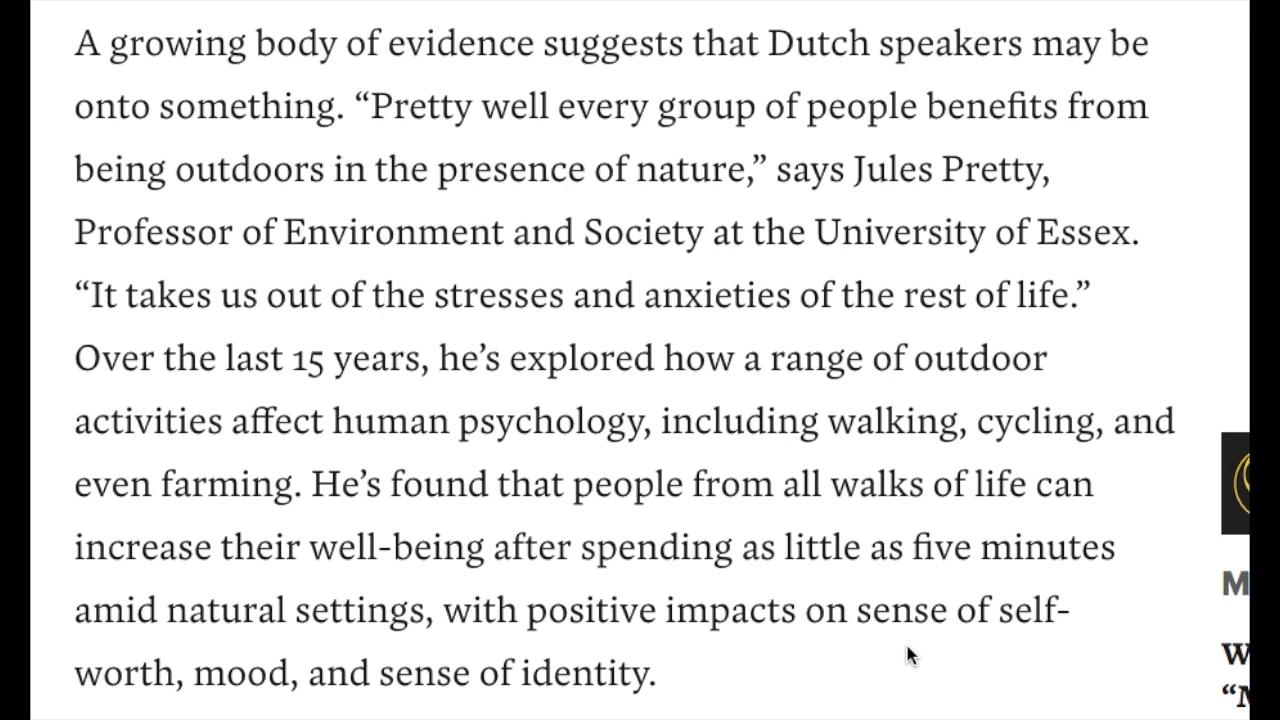 A growing body of evidence suggests that Dutch speakers may be
onto something. “Pretty well every group of people benefits from
being outdoors in the presence of nature,” says Jules Pretty,
Professor of Environment and Society at the University of Essex.
“It takes us out of the stresses and anxieties of the rest of life.”
Over the last 15 years, he’s explored how a range of outdoor
activities affect human psychology, including walking, cycling, and
even farming. He’s found that people from all walks of life can
increase their well-being after spending as little as five minutes
amid natural settings, with positive impacts on sense of self-
worth, mood, and sense of identity.